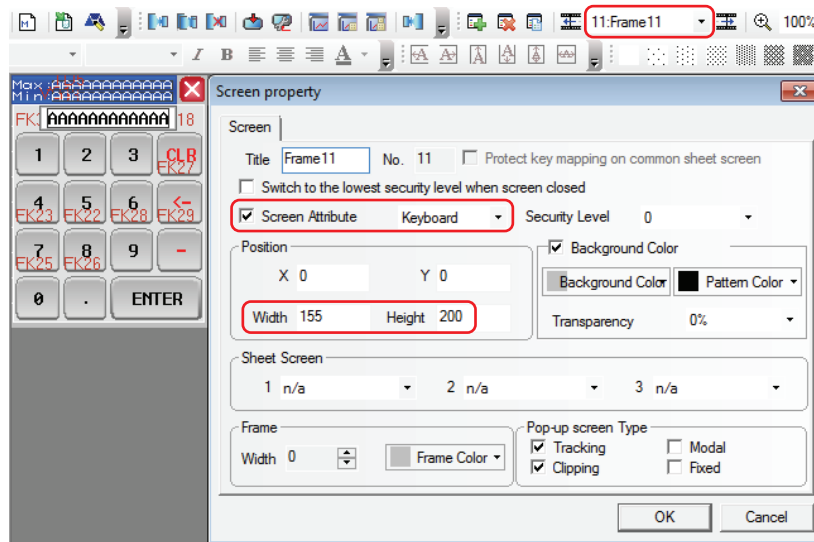 11:Frame11 100%
I B A
Max :AAAAAAAAAAAAA
Min :AAAAAAAAAAAAA
FK: AAAAAAAAAAAA 18
1 2 3 CLR FK27
4 FK23 5 FK22 6 FK28 <- FK29
7 FK25 8 FK26 9 -
0 . ENTER
Screen property
Screen
Title Frame11 No. 11 Protect key mapping on common sheet screen
Switch to the lowest security level when screen closed
Screen Attribute Keyboard Security Level 0
Position Background Color
X 0 Y 0 Background Color Pattern Color
Width 155 Height 200 Transparency 0%
Sheet Screen
1 n/a 2 n/a 3 n/a
Frame Pop-up screen Type
Width 0 Frame Color Tracking Modal
Clipping Fixed
OK Cancel